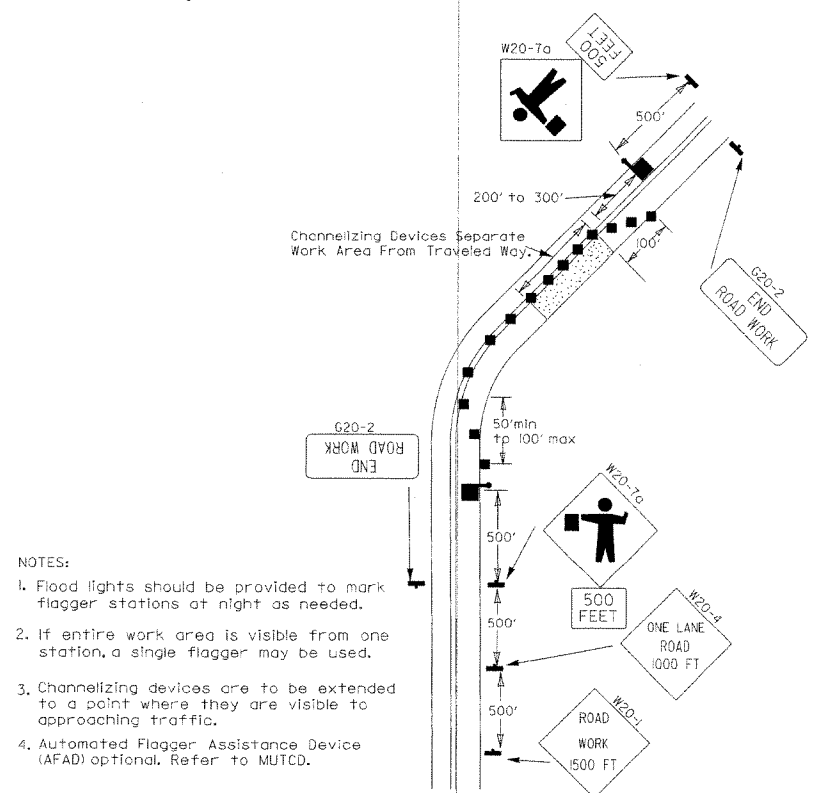 W20-7a
500
FEET
500'
200' to 300'
Channelizing Devices Separate
Work Area From Traveled Way.
100'
G20-2
END
ROAD WORK
G20-2
END
ROAD WORK
50'min
to 100' max
W20-7a
500'
500
FEET
500'
W20-4
ONE LANE
ROAD
1000 FT
500'
W20-1
ROAD
WORK
1500 FT
NOTES:
1. Flood lights should be provided to mark
flagger stations at night as needed.
2. If entire work area is visible from one
station, a single flagger may be used.
3. Channelizing devices are to be extended
to a point where they are visible to
approaching traffic.
4. Automated Flagger Assistance Device
(AFAD) optional. Refer to MUTCD.